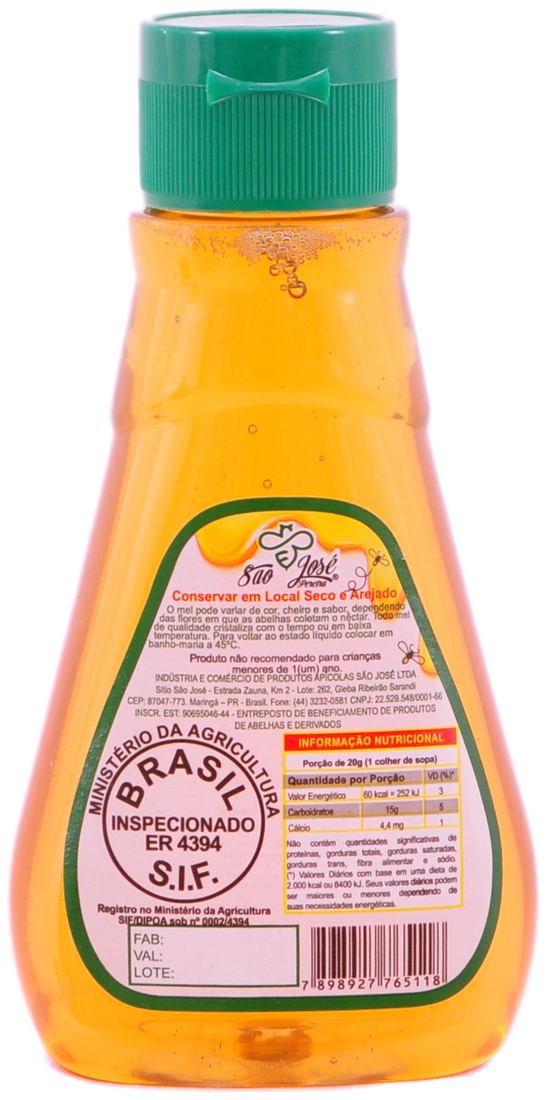 São José
Pereira®
Conservar em Local Seco e Arejado
O mel pode variar de cor, cheiro e sabor, dependendo
das flores em que as abelhas coletam o néctar. Todo mel
de qualidade cristaliza com o tempo ou em baixa
temperatura. Para voltar ao estado líquido colocar em
banho-maria a 45ºC.
Produto não recomendado para crianças
menores de 1(um) ano.
INDÚSTRIA E COMÉRCIO DE PRODUTOS APÍCOLAS SÃO JOSÉ LTDA
Sitio São José - Estrada Zauna, Km 2 - Lote: 262, Gleba Ribeirão Sarandi
CEP: 87047-773. Maringá – PR - Brasil. Fone: (44) 3232-0581 CNPJ: 22.529.548/0001-66
INSCR. EST: 90695046-44 - ENTREPOSTO DE BENEFICIAMENTO DE PRODUTOS
DE ABELHAS E DERIVADOS
MINISTÉRIO DA AGRICULTURA
BRASIL
INSPECIONADO
ER 4394
S.I.F.
Registro no Ministério da Agricultura
SIF/DIPOA sob nº 0002/4394
FAB:
VAL:
LOTE:
INFORMAÇÃO NUTRICIONAL
Porção de 20g (1 colher de sopa)
Quantidade por Porção VD (%)*
Valor Energético 60 kcal = 252 kJ 3
Carboidratos 15g 5
Cálcio 4,4 mg 1
Não contém quantidades significativas de
proteínas, gorduras totais, gorduras saturadas,
gorduras trans, fibra alimentar e sódio.
(*) Valores Diários com base em uma dieta de
2.000 kcal ou 8400 kJ. Seus valores diários podem
ser maiores ou menores dependendo de
suas necessidades energéticas.
7 898927 765118